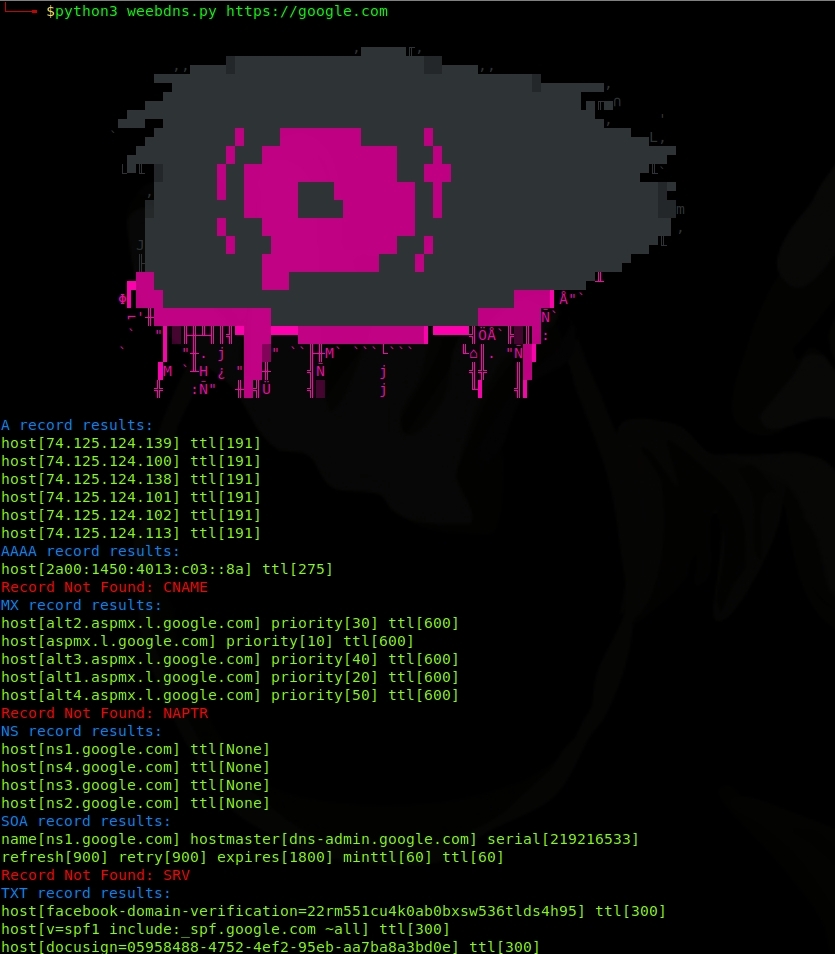 $python3 weebdns.py https://google.com
A record results:
host[74.125.124.139] ttl[191]
host[74.125.124.100] ttl[191]
host[74.125.124.138] ttl[191]
host[74.125.124.101] ttl[191]
host[74.125.124.102] ttl[191]
host[74.125.124.113] ttl[191]
AAAA record results:
host[2a00:1450:4013:c03::8a] ttl[275]
Record Not Found: CNAME
MX record results:
host[alt2.aspmx.l.google.com] priority[30] ttl[600]
host[aspmx.l.google.com] priority[10] ttl[600]
host[alt3.aspmx.l.google.com] priority[40] ttl[600]
host[alt1.aspmx.l.google.com] priority[20] ttl[600]
host[alt4.aspmx.l.google.com] priority[50] ttl[600]
Record Not Found: NAPTR
NS record results:
host[ns1.google.com] ttl[None]
host[ns4.google.com] ttl[None]
host[ns3.google.com] ttl[None]
host[ns2.google.com] ttl[None]
SOA record results:
name[ns1.google.com] hostmaster[dns-admin.google.com] serial[219216533]
refresh[900] retry[900] expires[1800] minttl[60] ttl[60]
Record Not Found: SRV
TXT record results:
host[facebook-domain-verification=22rm551cu4k0ab0bxsw536tlds4h95] ttl[300]
host[v=spf1 include:_spf.google.com ~all] ttl[300]
host[docusign=05958488-4752-4ef2-95eb-aa7ba8a3bd0e] ttl[300]